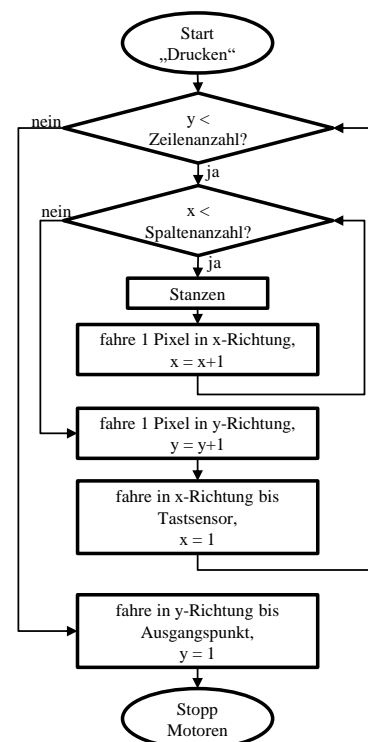 Start
„Drucken“
nein
y <
Zeilenanzahl?
ja
nein
x <
Spaltenanzahl?
ja
Stanzen
fahre 1 Pixel in x-Richtung,
x = x+1
fahre 1 Pixel in y-Richtung,
y = y+1
fahre in x-Richtung bis
Tastsensor,
x = 1
fahre in y-Richtung bis
Ausgangspunkt,
y = 1
Stopp
Motoren